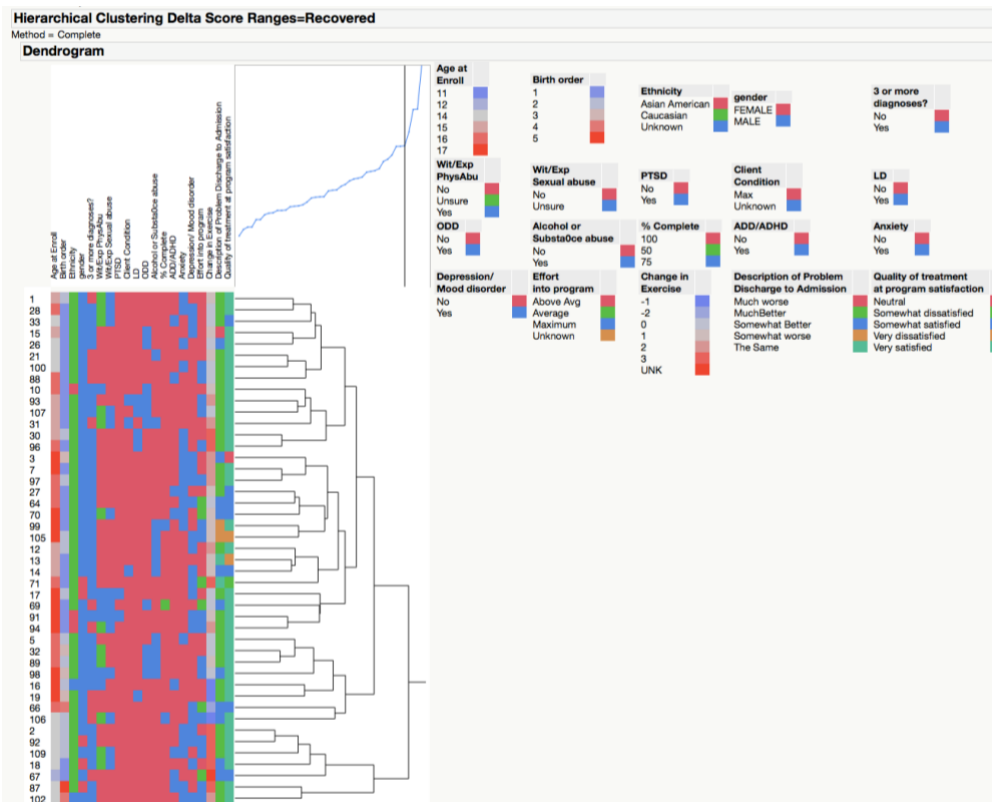 Hierarchical Clustering Delta Score Ranges=Recovered
Method = Complete
Dendrogram
Age at Enroll
Birth order
Ethnicity
gender
3 or more diagnoses?
Wit/Exp PhysAbu
Wit/Exp Sexual abuse
PTSD
Client Condition
LD
ODD
Alcohol or Substa0ce abuse
% Complete
ADD/ADHD
Anxiety
Depression/ Mood disorder
Effort into program
Change in Exercise
Description of Problem Discharge to Admission
Quality of treatment at program satisfaction
1
28
33
15
26
21
100
88
10
93
107
31
30
96
3
7
97
27
64
70
99
105
12
13
14
71
17
69
91
94
5
32
89
98
16
19
66
106
2
92
109
18
67
87
102
Age at
Enroll
11
12
14
15
16
17
Birth order
1
2
3
4
5
Ethnicity
Asian American
Caucasian
Unknown
gender
FEMALE
MALE
3 or more
diagnoses?
No
Yes
Wit/Exp
PhysAbu
No
Unsure
Yes
Wit/Exp
Sexual abuse
No
Unsure
PTSD
No
Yes
Client
Condition
Max
Unknown
LD
No
Yes
ODD
No
Yes
Alcohol or
Substa0ce abuse
No
Yes
% Complete
100
50
75
ADD/ADHD
No
Yes
Anxiety
No
Yes
Depression/
Mood disorder
No
Yes
Effort
into program
Above Avg
Average
Maximum
Unknown
Change in
Exercise
-1
-2
0
1
2
3
UNK
Description of Problem
Discharge to Admission
Much worse
MuchBetter
Somewhat Better
Somewhat worse
The Same
Quality of treatment
at program satisfaction
Neutral
Somewhat dissatisfied
Somewhat satisfied
Very dissatisfied
Very satisfied